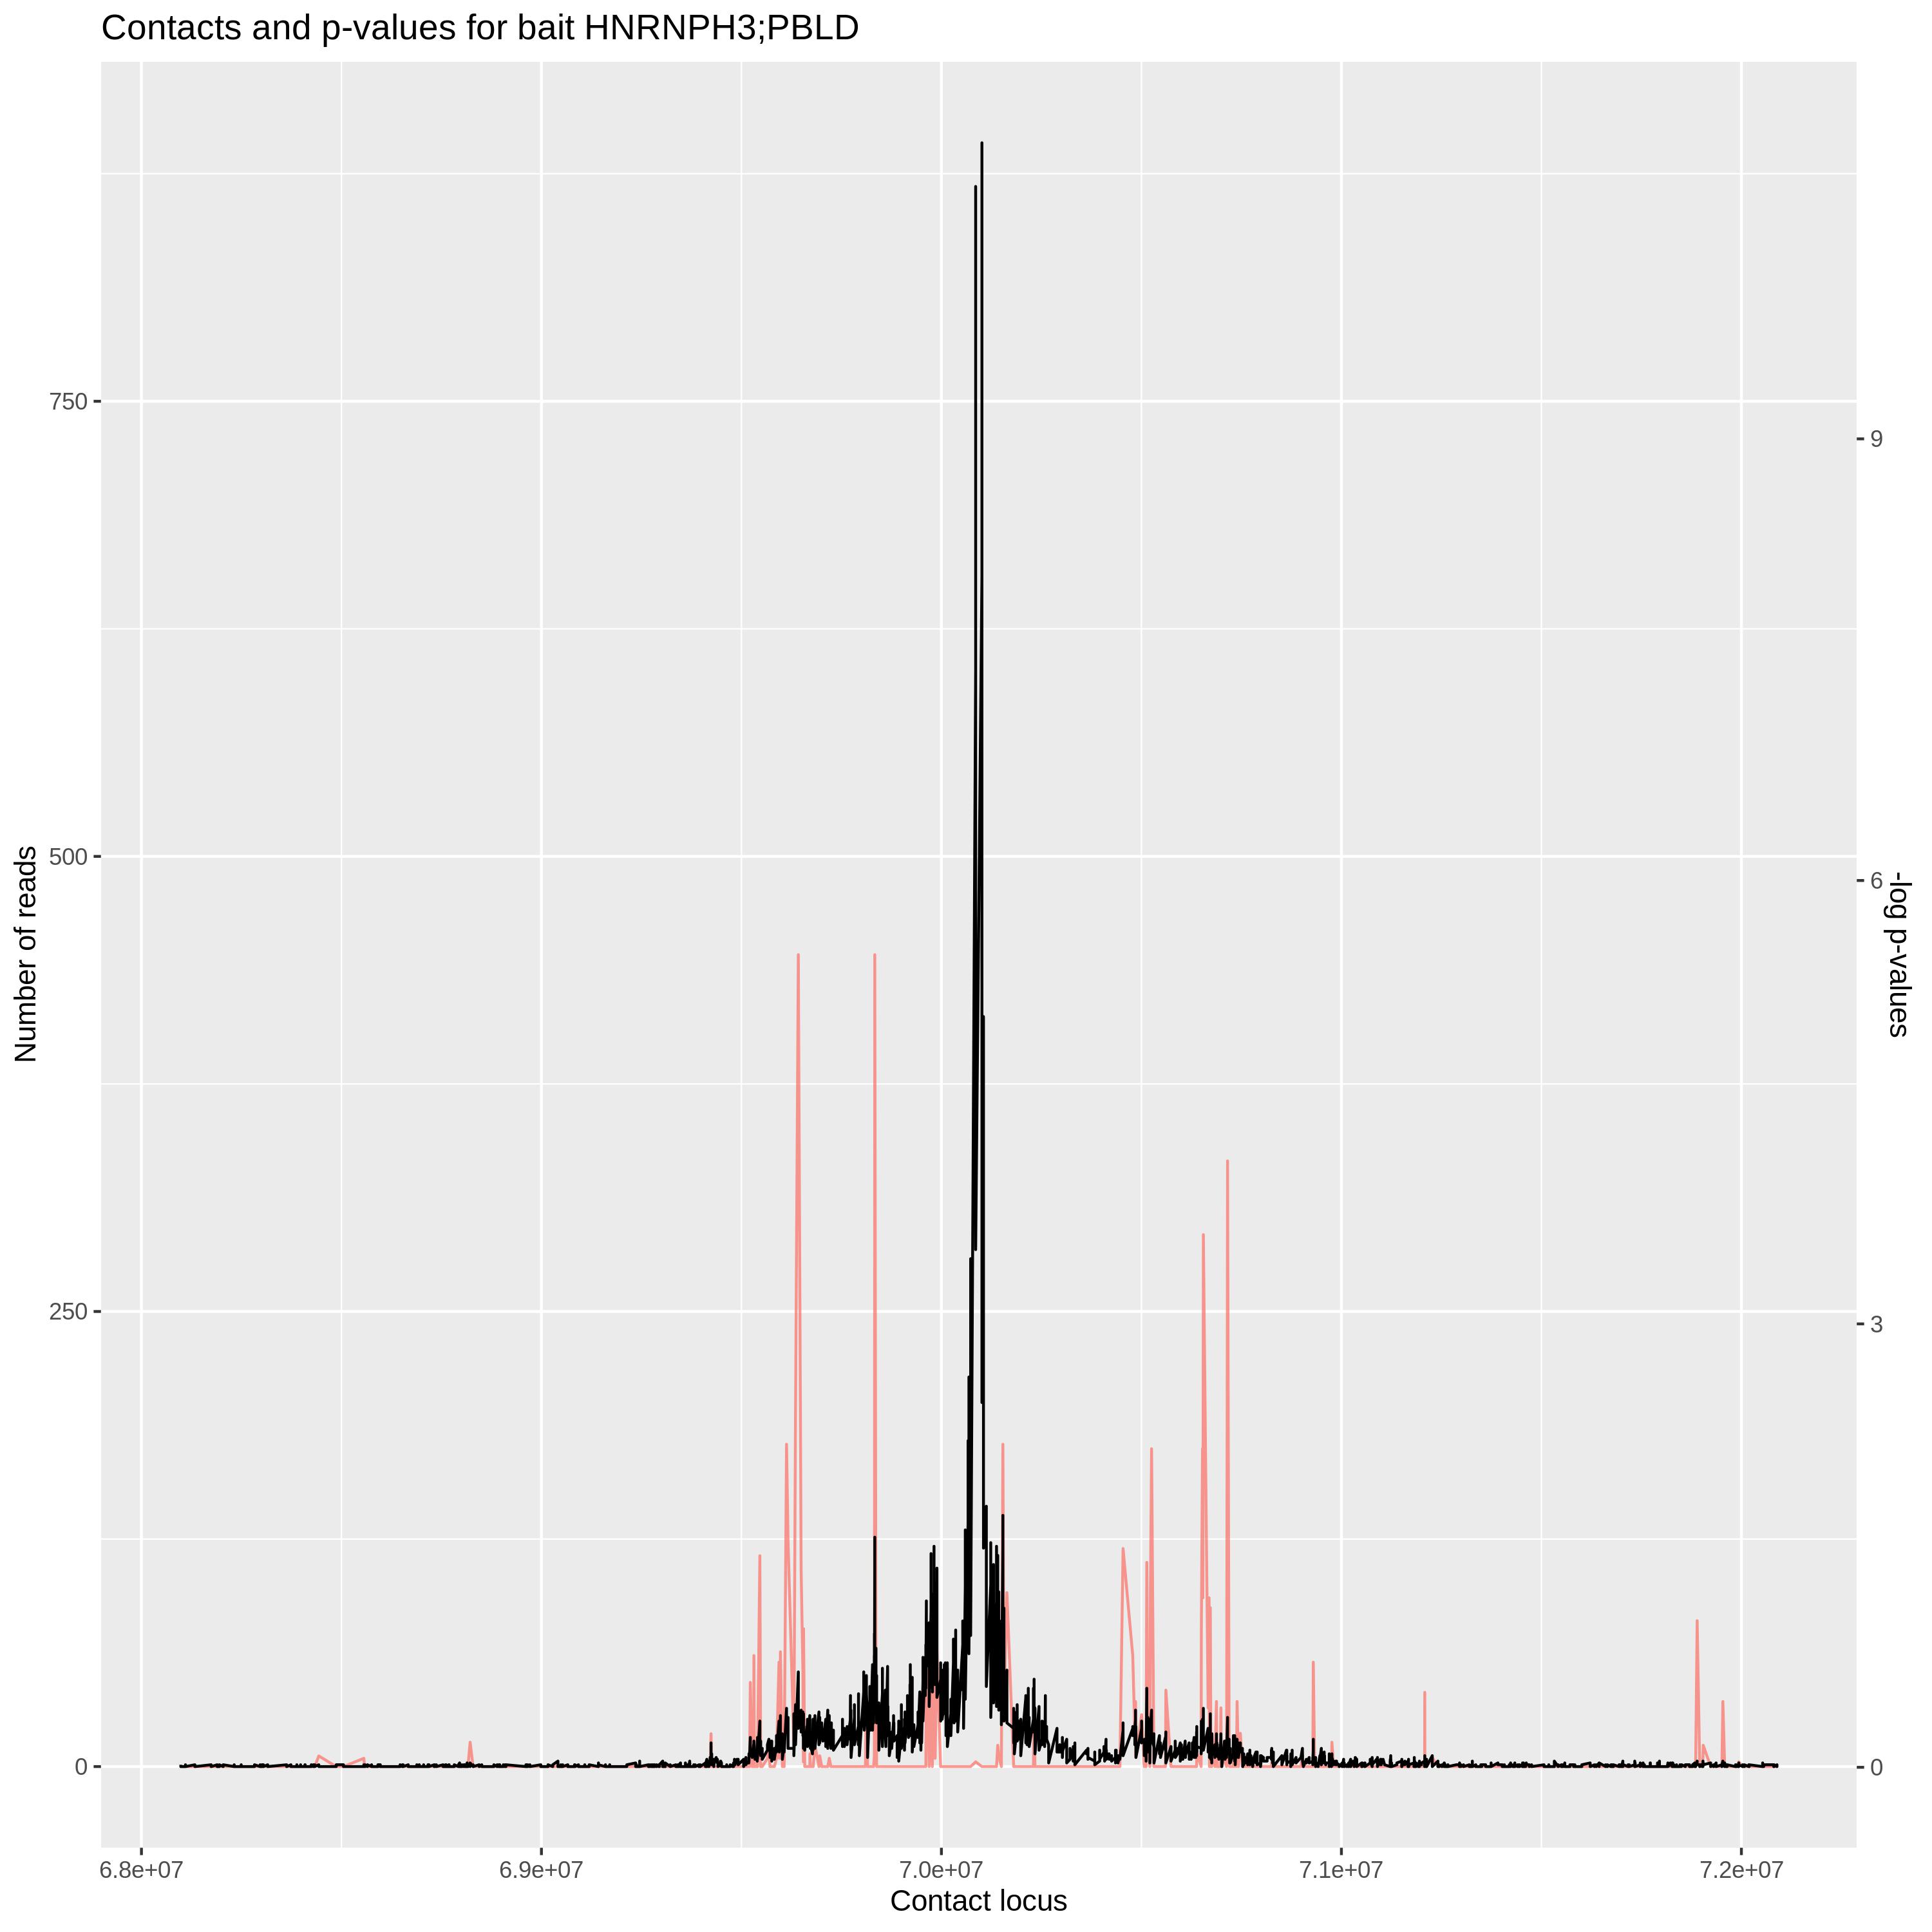 Contacts and p-values for bait HNRNPH3;PBLD
750
500
250
0
9
6
3
0
Number of reads
-log p-values
6.8e+07
6.9e+07
7.0e+07
7.1e+07
7.2e+07
Contact locus